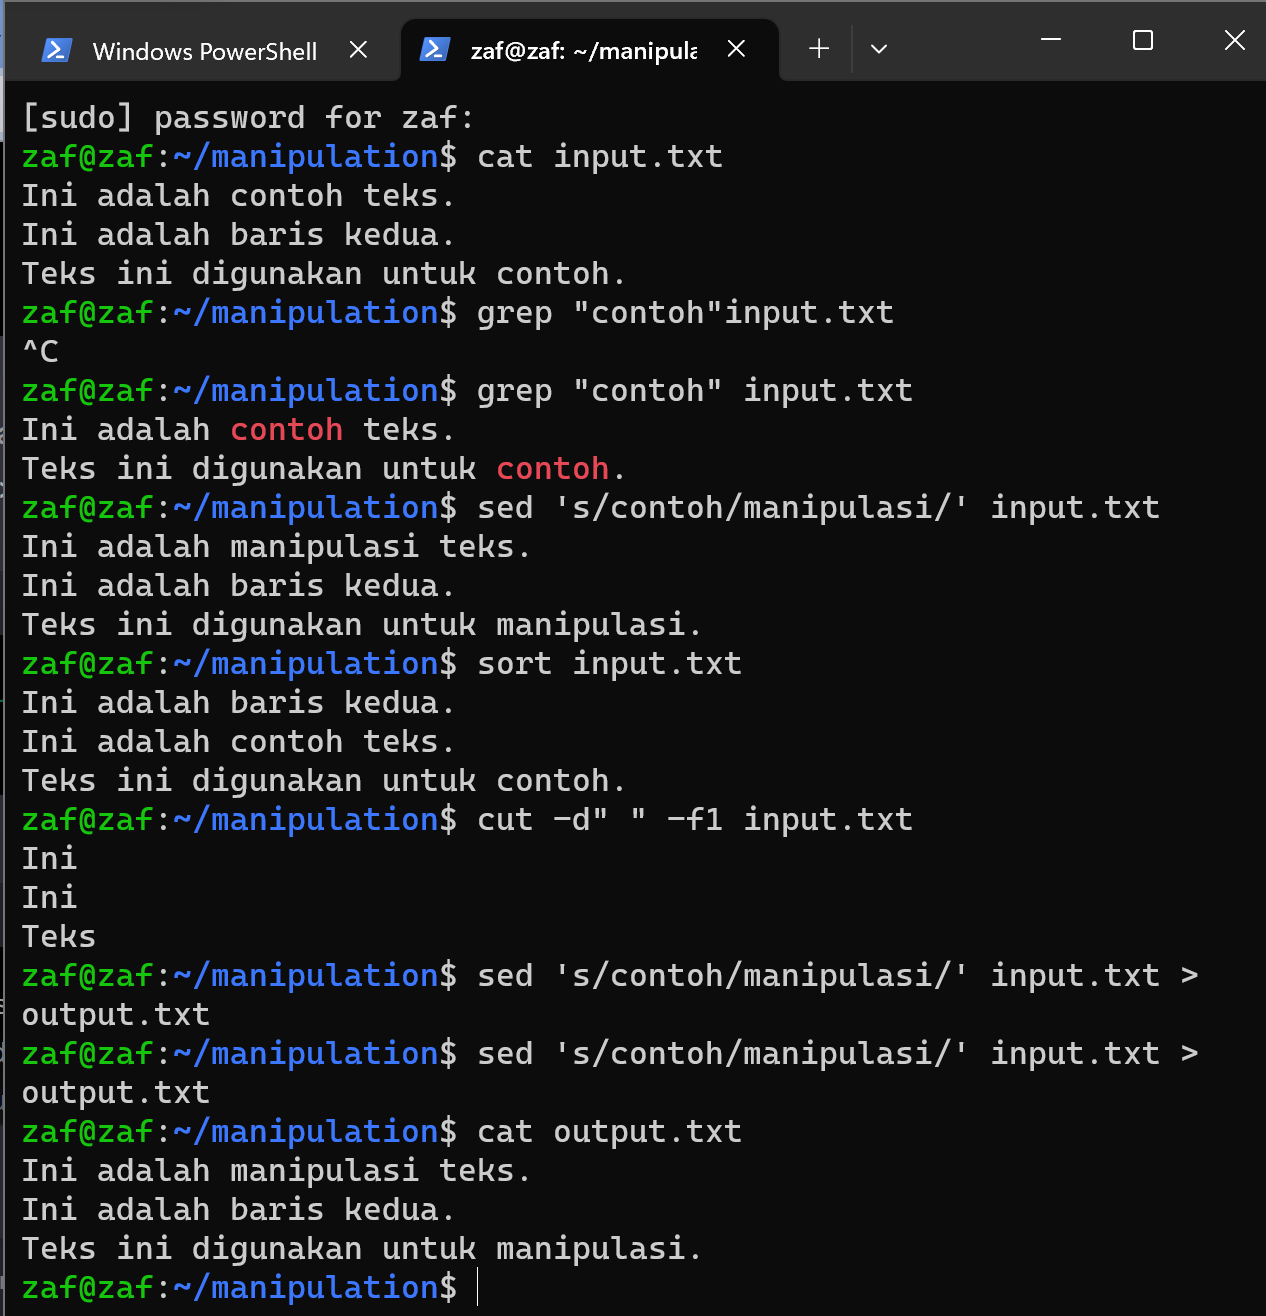 Windows PowerShell
zaf@zaf: ~/manipula
[sudo] password for zaf:
zaf@zaf:~/manipulation$ cat input.txt
Ini adalah contoh teks.
Ini adalah baris kedua.
Teks ini digunakan untuk contoh.
zaf@zaf:~/manipulation$ grep "contoh"input.txt
^C
zaf@zaf:~/manipulation$ grep "contoh" input.txt
Ini adalah contoh teks.
Teks ini digunakan untuk contoh.
zaf@zaf:~/manipulation$ sed 's/contoh/manipulasi/' input.txt
Ini adalah manipulasi teks.
Ini adalah baris kedua.
Teks ini digunakan untuk manipulasi.
zaf@zaf:~/manipulation$ sort input.txt
Ini adalah baris kedua.
Ini adalah contoh teks.
Teks ini digunakan untuk contoh.
zaf@zaf:~/manipulation$ cut -d" " -f1 input.txt
Ini
Ini
Teks
zaf@zaf:~/manipulation$ sed 's/contoh/manipulasi/' input.txt >
output.txt
zaf@zaf:~/manipulation$ sed 's/contoh/manipulasi/' input.txt >
output.txt
zaf@zaf:~/manipulation$ cat output.txt
Ini adalah manipulasi teks.
Ini adalah baris kedua.
Teks ini digunakan untuk manipulasi.
zaf@zaf:~/manipulation$